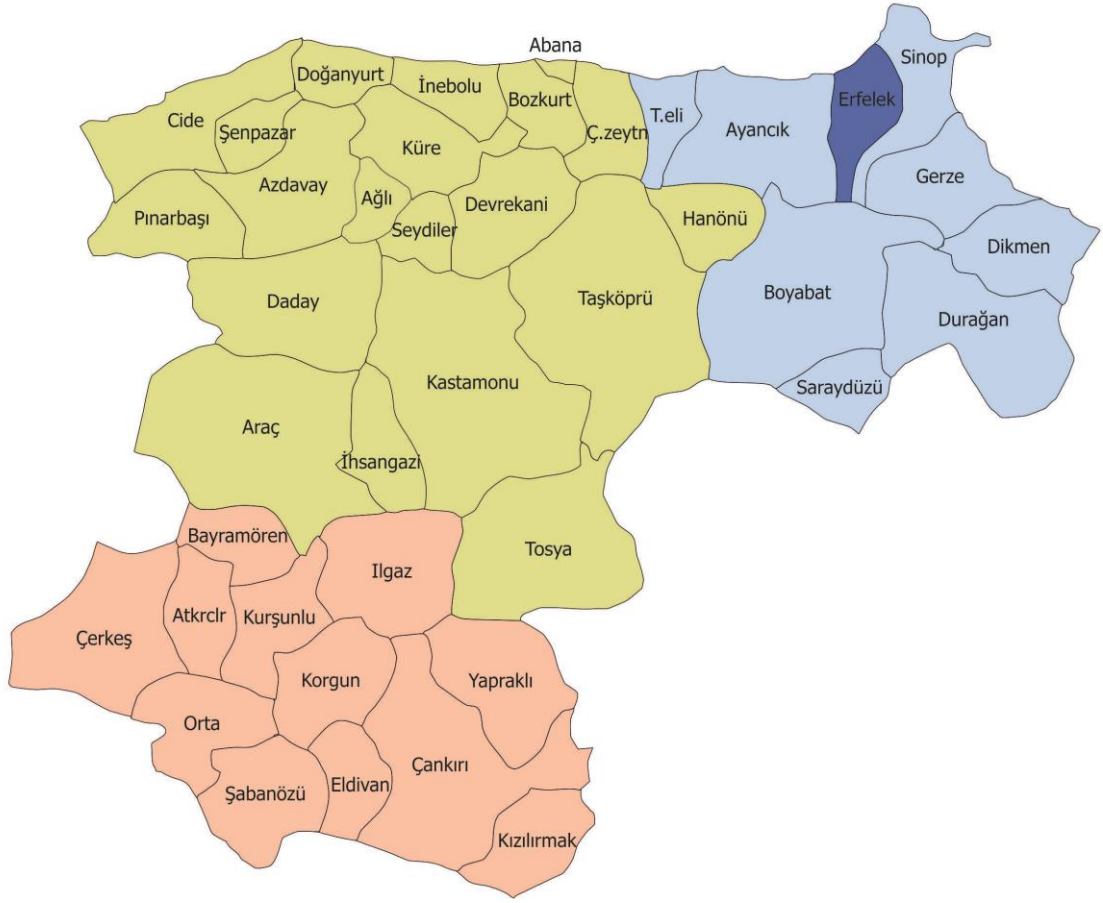 Abana
Sinop
Doğanyurt
İnebolu
Bozkurt
Erfelek
Cide
Şenpazar
Küre
Ç.zeytn
T.eli
Ayancık
Azdavay
Ağlı
Devrekani
Gerze
Pınarbaşı
Seydiler
Hanönü
Dikmen
Daday
Taşköprü
Boyabat
Durağan
Kastamonu
Saraydüzü
Araç
İhsangazi
Bayramören
Ilgaz
Tosya
Atkrclr
Kurşunlu
Çerkeş
Korgun
Yapraklı
Orta
Çankırı
Şabanözü
Eldivan
Kızılırmak